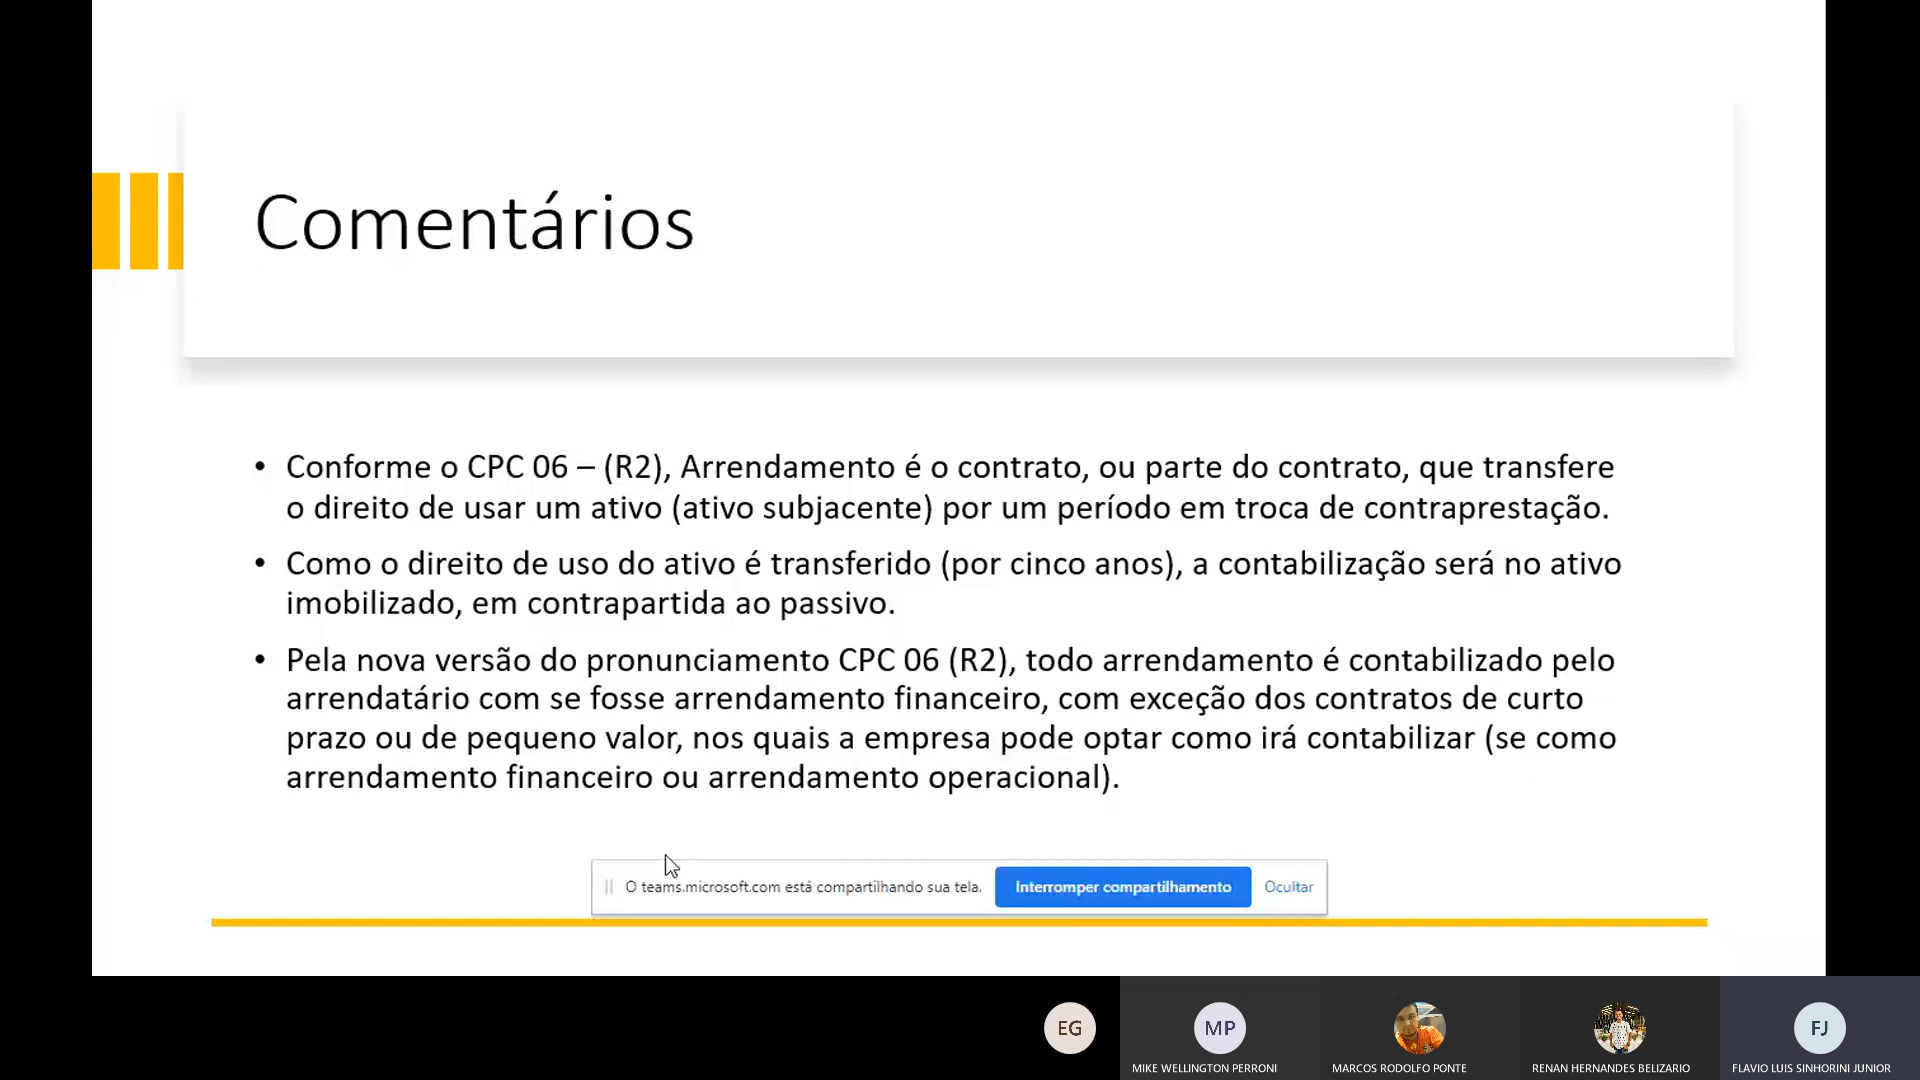 Comentários
• Conforme o CPC 06 – (R2), Arrendamento é o contrato, ou parte do contrato, que transfere
o direito de usar um ativo (ativo subjacente) por um período em troca de contraprestação.
• Como o direito de uso do ativo é transferido (por cinco anos), a contabilização será no ativo
imobilizado, em contrapartida ao passivo.
• Pela nova versão do pronunciamento CPC 06 (R2), todo arrendamento é contabilizado pelo
arrendatário com se fosse arrendamento financeiro, com exceção dos contratos de curto
prazo ou de pequeno valor, nos quais a empresa pode optar como irá contabilizar (se como
arrendamento financeiro ou arrendamento operacional).
O teams.microsoft.com está compartilhando sua tela. Interromper compartilhamento Ocultar
EG MP FJ
MIKE WELLINGTON PERRONI MARCOS RODOLFO PONTE RENAN HERNANDES BELIZARIO FLAVIO LUIS SINHORINI JUNIOR